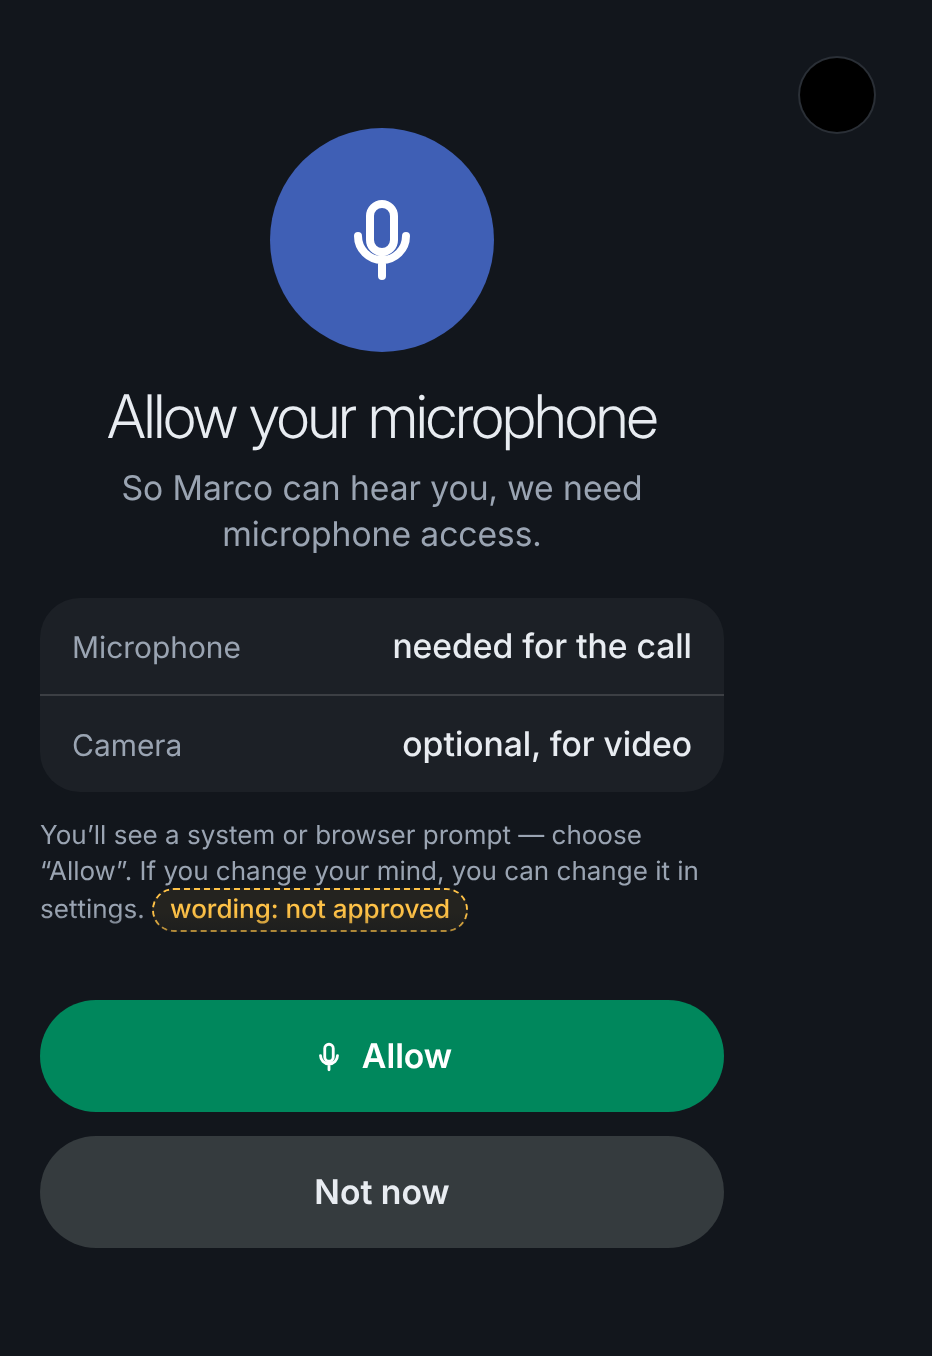 Allow your microphone
So Marco can hear you, we need
microphone access.
Microphone needed for the call
Camera optional, for video
You’ll see a system or browser prompt — choose
“Allow”. If you change your mind, you can change it in
settings. wording: not approved
Allow
Not now